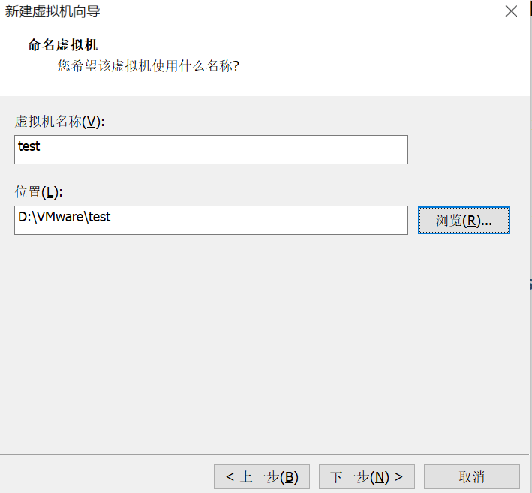 新建虚拟机向导
命名虚拟机
您希望该虚拟机使用什么名称?
虚拟机名称(V):
test
位置(L):
D:\VMware\test
浏览(R)...
< 上一步(B)
下一步(N) >
取消